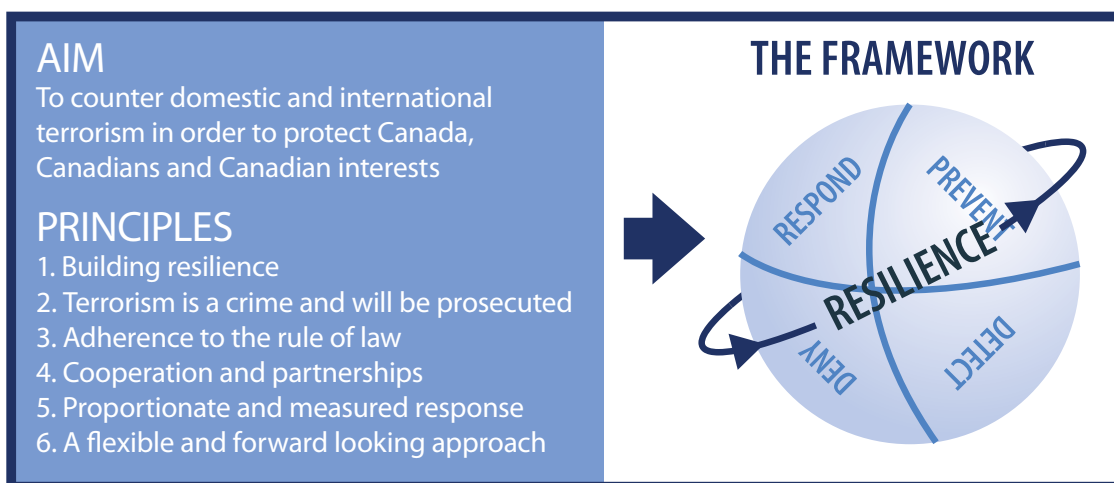 AIM
To counter domestic and international
terrorism in order to protect Canada,
Canadians and Canadian interests
PRINCIPLES
1. Building resilience
2. Terrorism is a crime and will be prosecuted
3. Adherence to the rule of law
4. Cooperation and partnerships
5. Proportionate and measured response
6. A flexible and forward looking approach
THE FRAMEWORK
RESPOND
PREVENT
RESILIENCE
DENY
DETECT